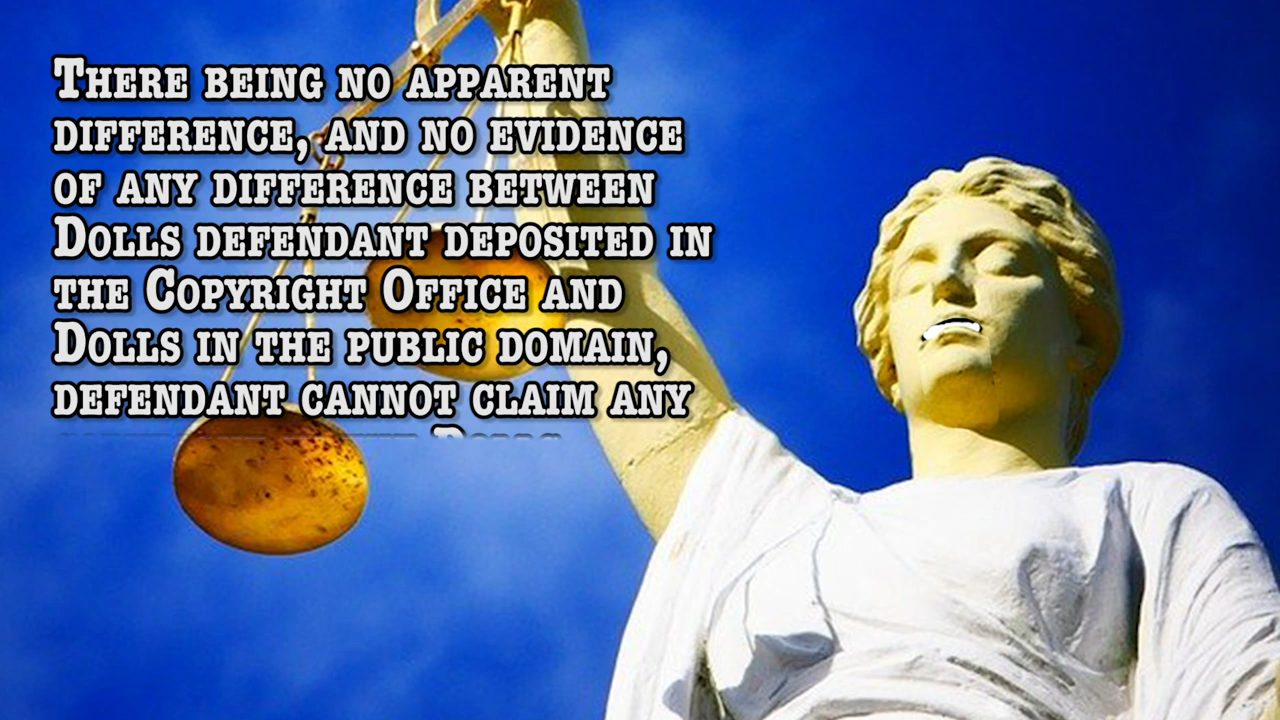 There being no apparent
difference, and no evidence
of any difference between
Dolls defendant deposited in
the Copyright Office and
Dolls in the public domain,
defendant cannot claim any
Dolls